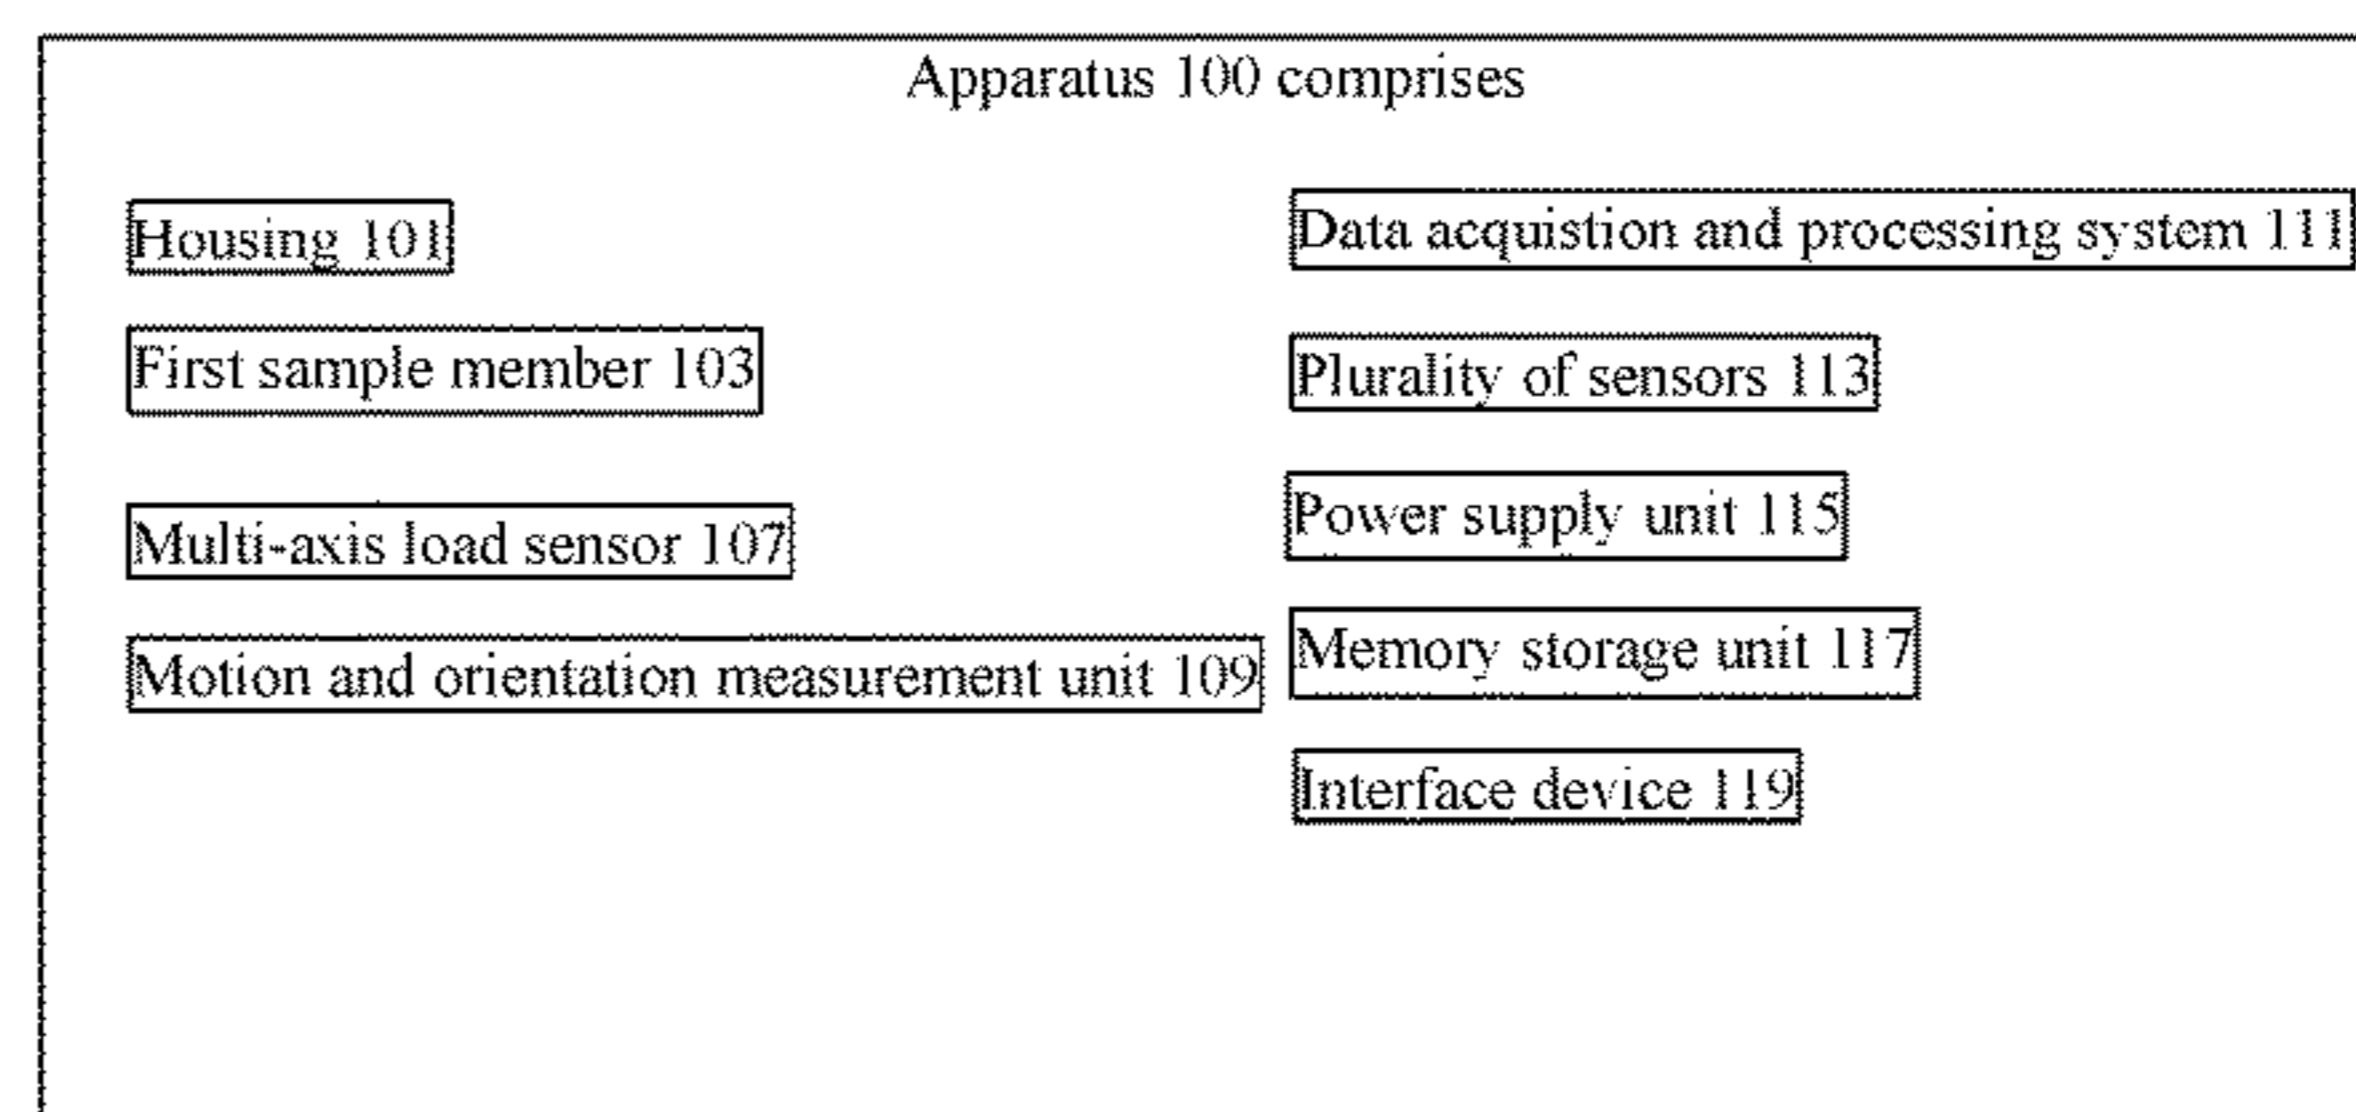 Apparatus 100 comprises
Housing 101
First sample member 103
Multi-axis load sensor 107
Motion and orientation measurement unit 109
Data acquistion and processing system 111
Plurality of sensors 113
Power supply unit 115
Memory storage unit 117
Interface device 119